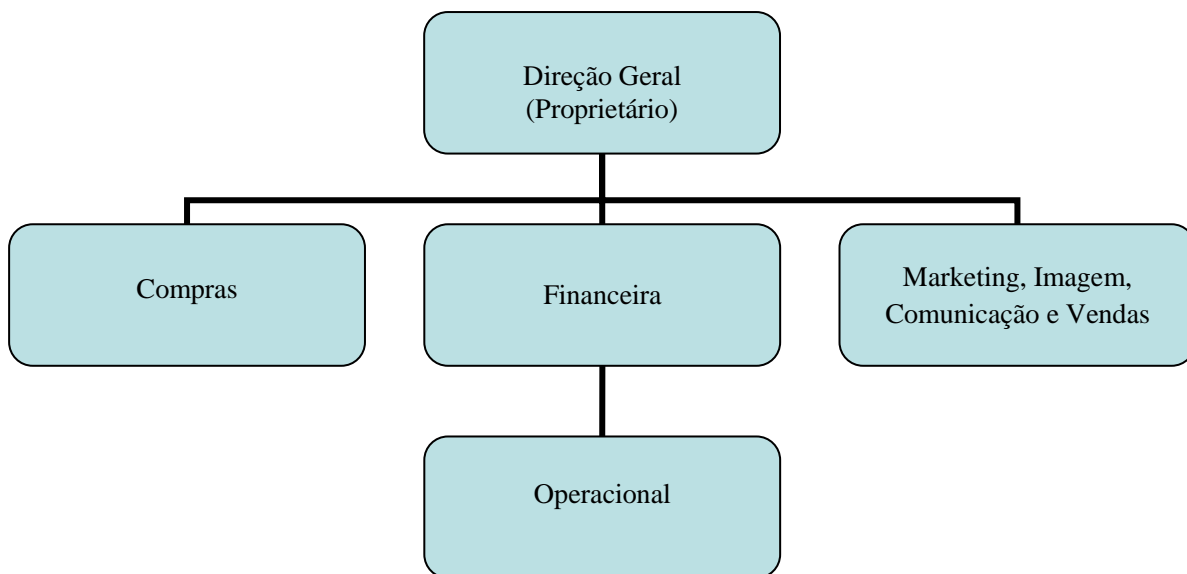 Direção Geral
(Proprietário)
Compras
Financeira
Marketing, Imagem,
Comunicação e Vendas
Operacional